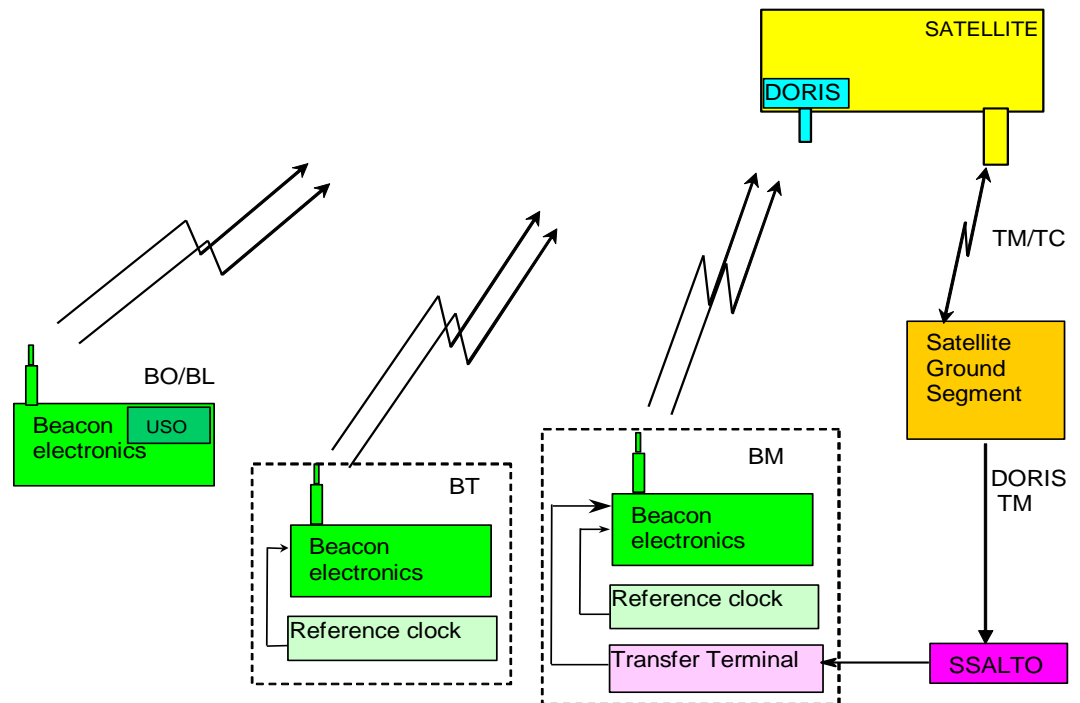 SATELLITE
DORIS
TM/TC
Satellite
Ground
Segment
BO/BL
Beacon
USO
electronics
BT
Beacon
electronics
Reference clock
BM
Beacon
electronics
Reference clock
Transfer Terminal
DORIS
TM
SSALTO